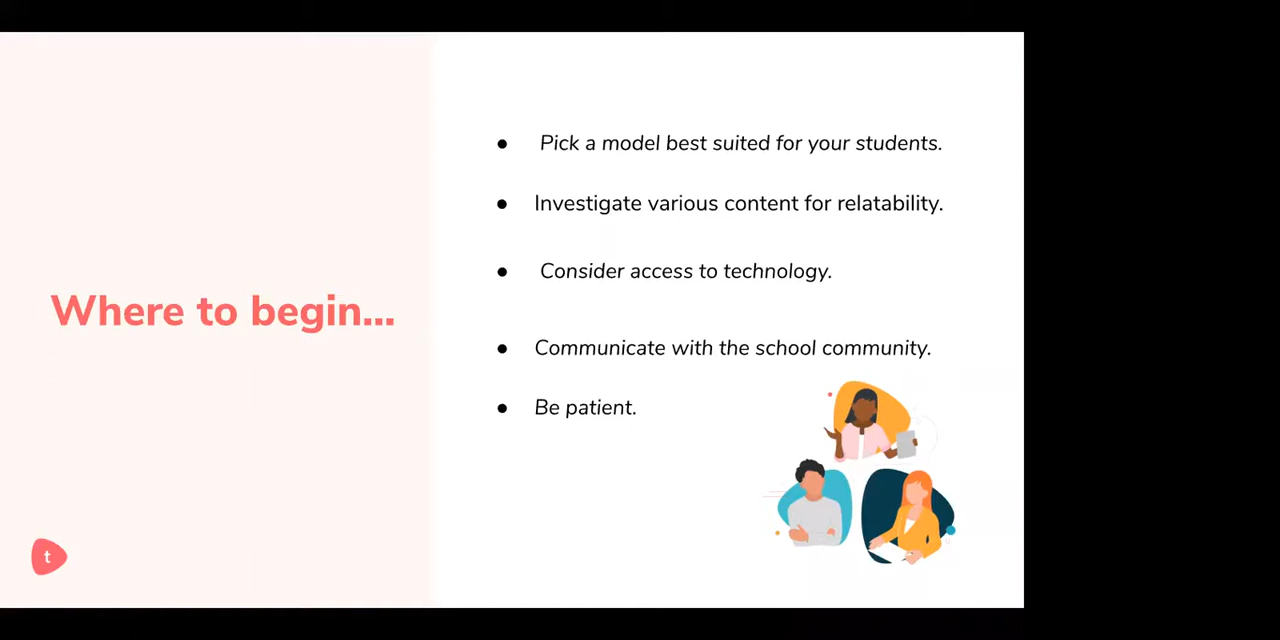 Where to begin...
Pick a model best suited for your students.
Investigate various content for relatability.
Consider access to technology.
Communicate with the school community.
Be patient.
t